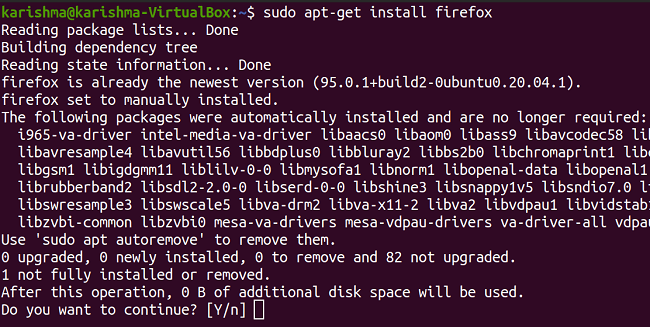 karishma@karishma-VirtualBox:~$ sudo apt-get install firefox
Reading package lists... Done
Building dependency tree
Reading state information... Done
firefox is already the newest version (95.0.1+build2-0ubuntu0.20.04.1).
firefox set to manually installed.
The following packages were automatically installed and are no longer required:
i965-va-driver intel-media-va-driver libaacs0 libaom0 libass9 libavcodec58
libavresample4 libavutil56 libbdplus0 libbluray2 libbs2b0 libchromaprint1
libgsm1 libigdgmm11 liblilv-0-0 libmysofa1 libnorm1 libopenal-data libopenal1
librubberband2 libsdl2-2.0-0 libserd-0-0 libshine3 libsnappy1v5 libsndio7.0
libswresample3 libswscale5 libva-drm2 libva-x11-2 libva2 libvdpau1 libvidstab
libzvbi-common libzvbi0 mesa-va-drivers mesa-vdpau-drivers va-driver-all vdpau
Use 'sudo apt autoremove' to remove them.
0 upgraded, 0 newly installed, 0 to remove and 82 not upgraded.
1 not fully installed or removed.
After this operation, 0 B of additional disk space will be used.
Do you want to continue? [Y/n]